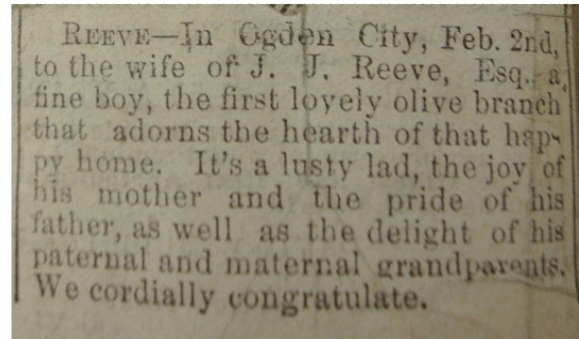 REEVE—In Ogden City, Feb. 2nd,
to the wife of J. J. Reeve, Esq., a
fine boy, the first lovely olive branch
that adorns the hearth of that hap-
py home. It's a lusty lad, the joy of
his mother and the pride of his
father, as well as the delight of his
paternal and maternal grandparents.
We cordially congratulate.